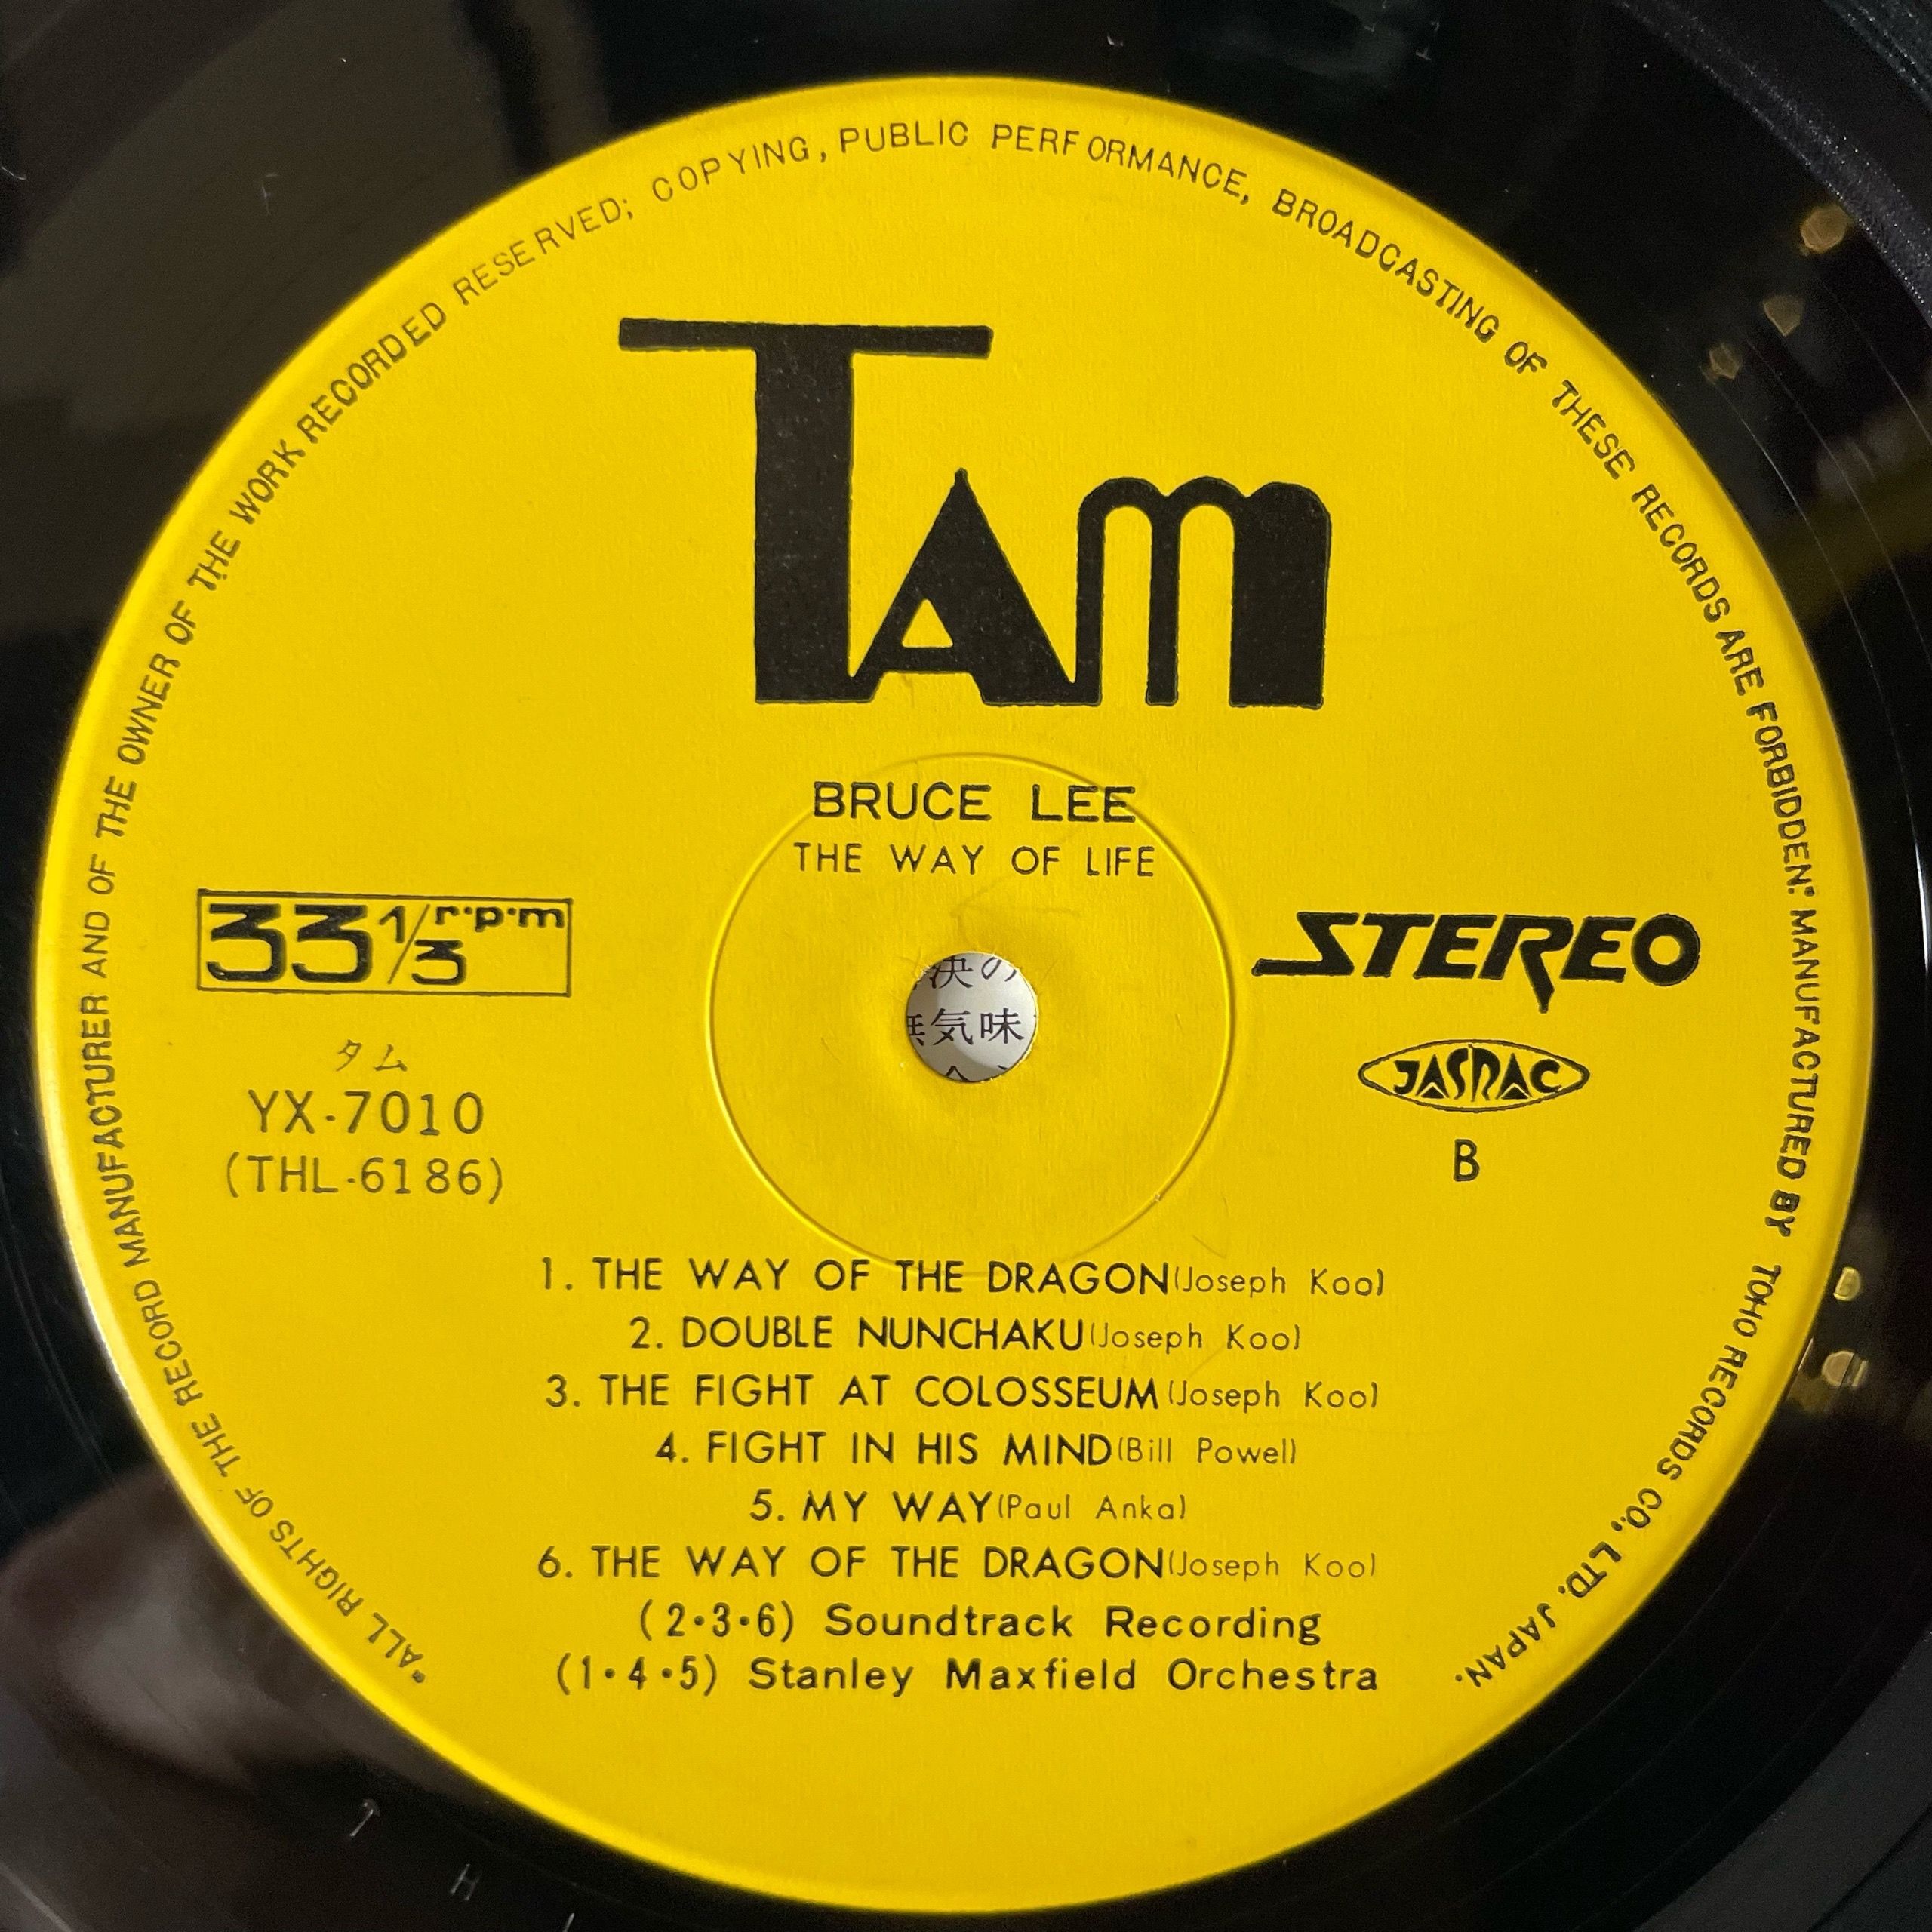 "ALL RIGHTS OF THE RECORD MANUFACTURER AND OF THE OWNER OF THE WORK RECORDED RESERVED; COPYING, PUBLIC PERFORMANCE, BROADCASTING OF THESE RECORDS ARE FORBIDDEN." MANUFACTURED BY TOHO RECORDS CO., LTD. JAPAN.
TAM
BRUCE LEE
THE WAY OF LIFE
33 1/3 r·p·m
STEREO
決の
気味
タム
YX-7010
(THL-6186)
JASRAC
B
1. THE WAY OF THE DRAGON (Joseph Koo)
2. DOUBLE NUNCHAKU (Joseph Koo)
3. THE FIGHT AT COLOSSEUM (Joseph Koo)
4. FIGHT IN HIS MIND (Bill Powell)
5. MY WAY (Paul Anka)
6. THE WAY OF THE DRAGON (Joseph Koo)
(2·3·6) Soundtrack Recording
(1·4·5) Stanley Maxfield Orchestra
T H